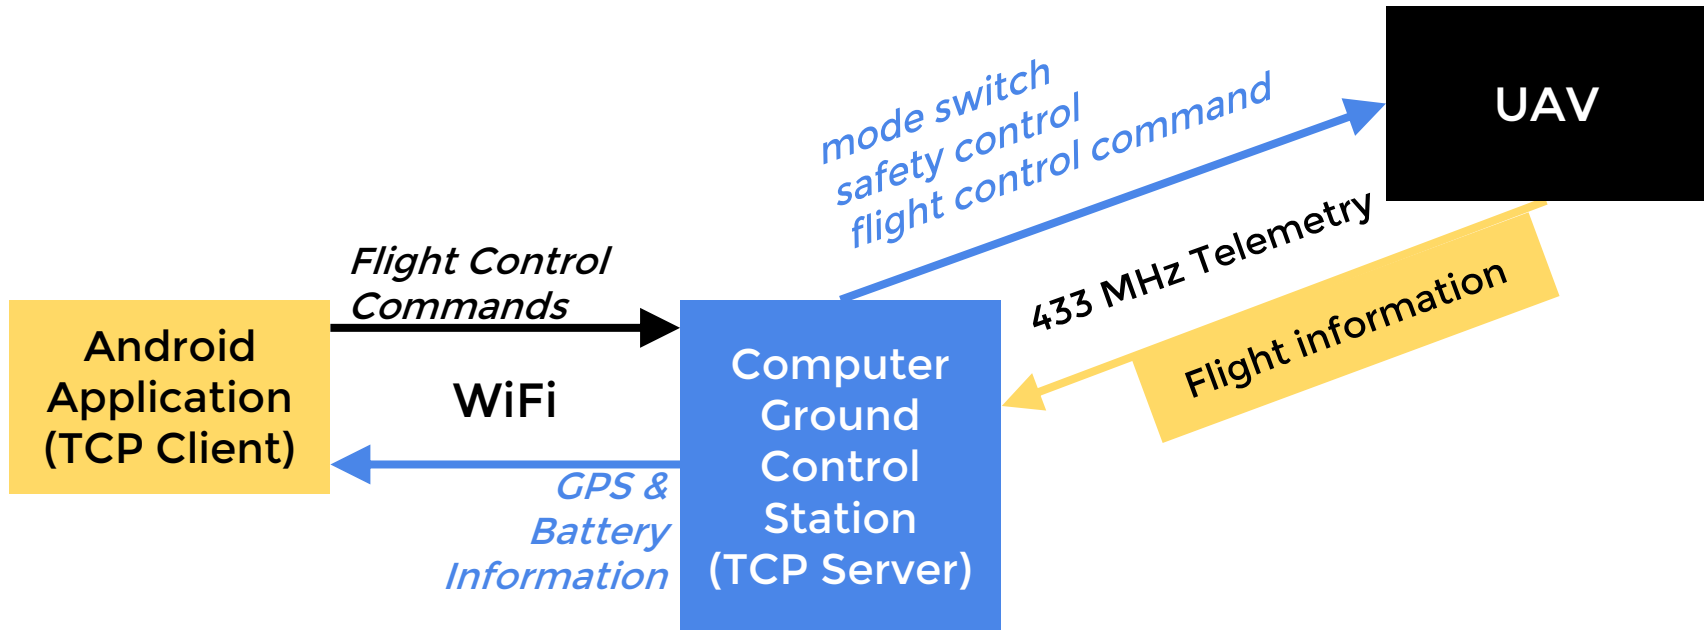 mode switch
safety control
flight control command
UAV
433 MHz Telemetry
Flight information
Flight Control
Commands
Android
Application
(TCP Client)
WiFi
GPS &
Battery
Information
Computer
Ground
Control
Station
(TCP Server)